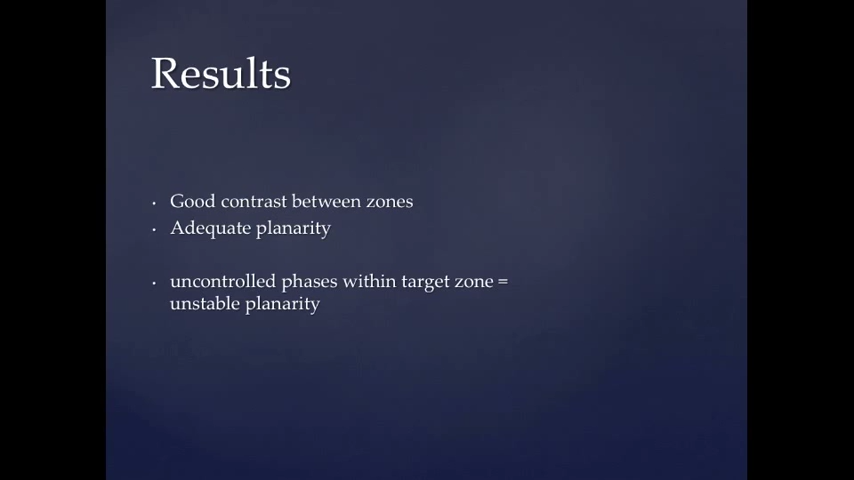 Results
· Good contrast between zones
· Adequate planarity
· uncontrolled phases within target zone =
unstable planarity